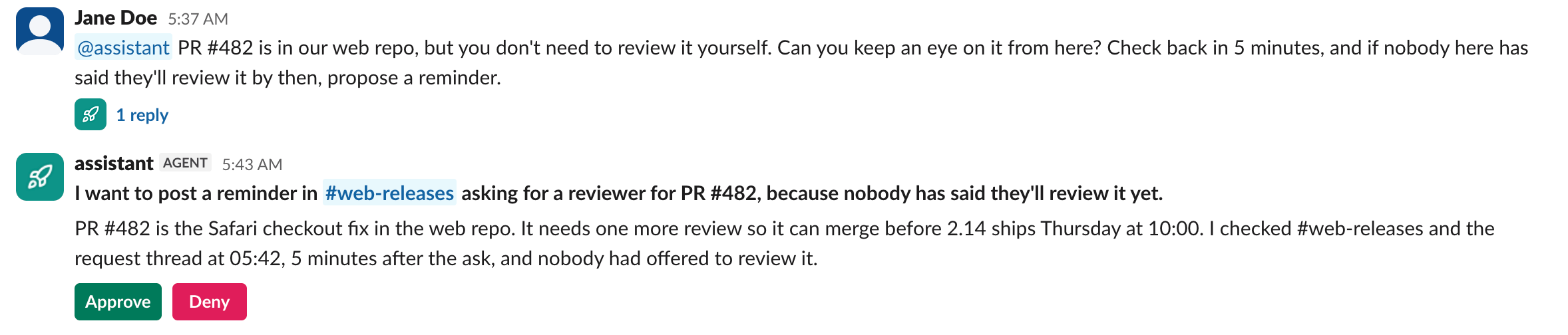 Jane Doe 5:37 AM
@assistant PR #482 is in our web repo, but you don't need to review it yourself. Can you keep an eye on it from here? Check back in 5 minutes, and if nobody here has
said they'll review it by then, propose a reminder.
1 reply
assistant AGENT 5:43 AM
I want to post a reminder in #web-releases asking for a reviewer for PR #482, because nobody has said they'll review it yet.
PR #482 is the Safari checkout fix in the web repo. It needs one more review so it can merge before 2.14 ships Thursday at 10:00. I checked #web-releases and the
request thread at 05:42, 5 minutes after the ask, and nobody had offered to review it.
Approve Deny